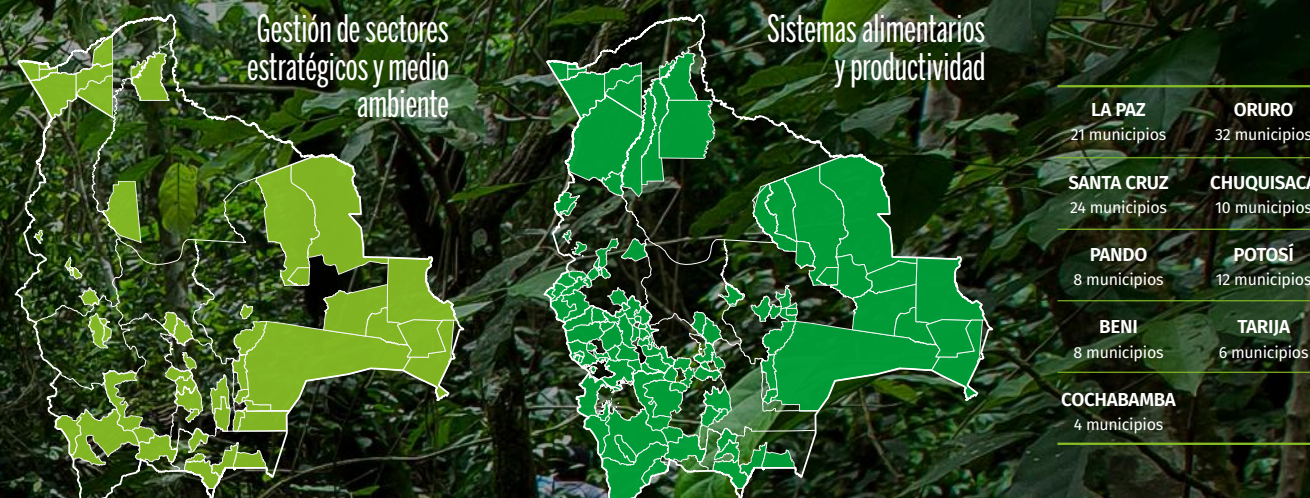 Gestión de sectores
estratégicos y medio
ambiente
Sistemas alimentarios
y productividad
LA PAZ
21 municipios
ORURO
32 municipios
SANTA CRUZ
24 municipios
CHUQUISACA
10 municipios
PANDO
8 municipios
POTOSÍ
12 municipios
BENI
8 municipios
TARIJA
6 municipios
COCHABAMBA
4 municipios